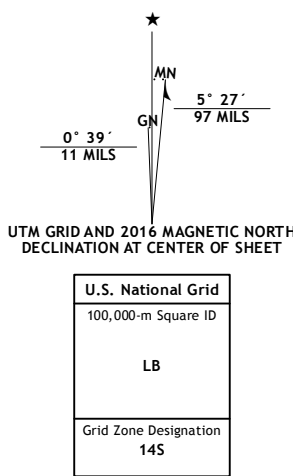 MN
5° 27´
97 MILS
GN
0° 39´
11 MILS
UTM GRID AND 2016 MAGNETIC NORTH
DECLINATION AT CENTER OF SHEET
U.S. National Grid
100,000-m Square ID
LB
Grid Zone Designation
14S